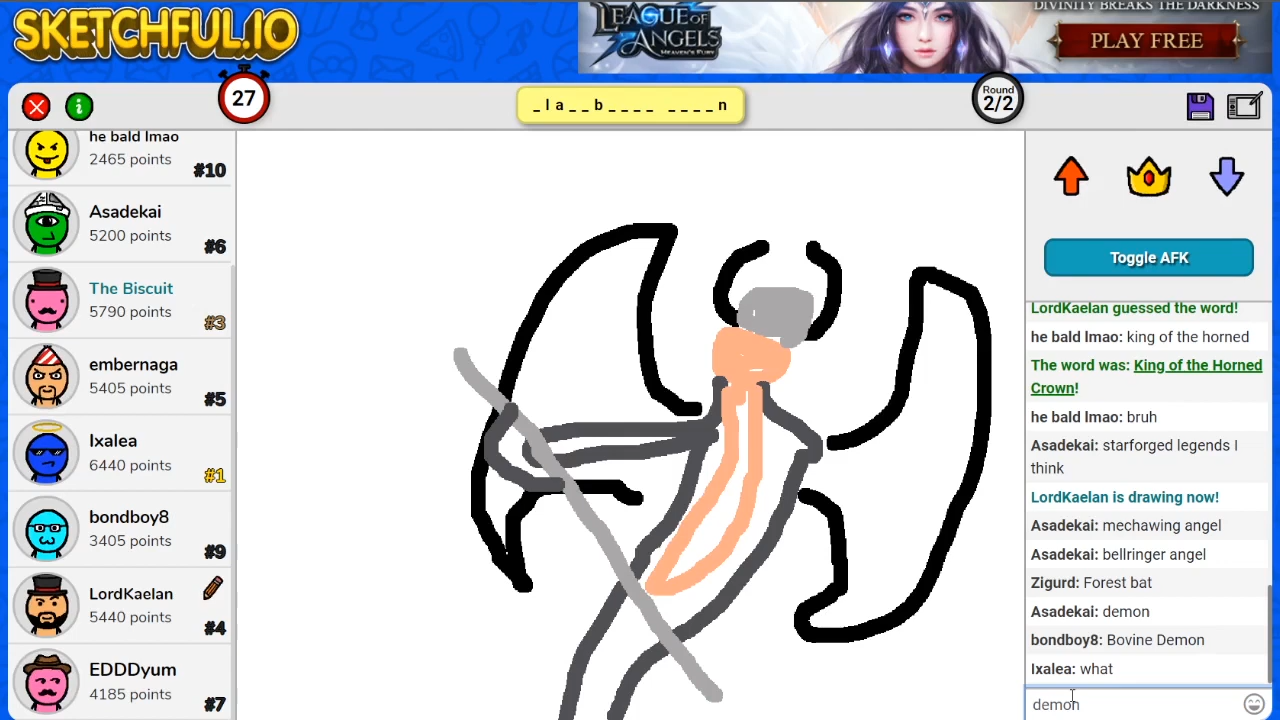 SKETCHFUL.IO
LEAGUE OF
ANGELS
HEAVEN'S FURY
DIVINITY BREAKS THE DARKNESS
PLAY FREE
27
_ l a _ _ b _ _ _ _ _ _ _ _ n
Round
2/2
he bald lmao
2465 points
#10
Asadekai
5200 points
#6
The Biscuit
5790 points
#3
embernaga
5405 points
#5
Ixalea
6440 points
#1
bondboy8
3405 points
#9
LordKaelan
5440 points
#4
EDDDyum
4185 points
#7
Toggle AFK
LordKaelan guessed the word!
he bald lmao: king of the horned
The word was: King of the Horned
Crown!
he bald lmao: bruh
Asadekai: starforged legends I
think
LordKaelan is drawing now!
Asadekai: mechawing angel
Asadekai: bellringer angel
Zigurd: Forest bat
Asadekai: demon
bondboy8: Bovine Demon
Ixalea: what
demon